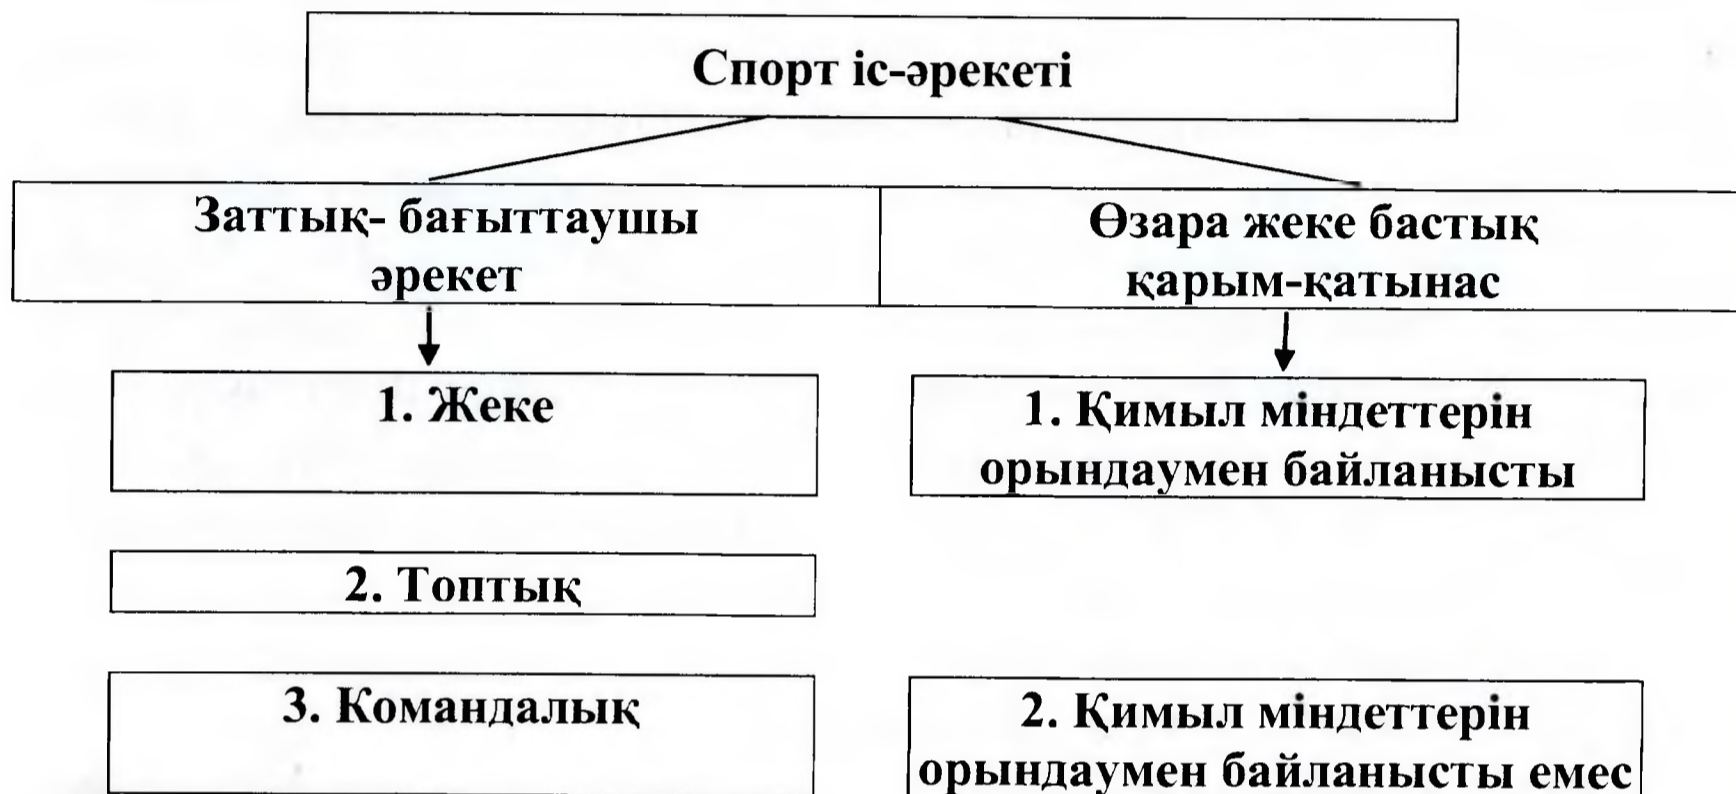 Спорт іс-әрекеті
Заттық- бағыттаушы
әрекет
Өзара жеке бастық
қарым-қатынас
1. Жеке
1. Қимыл міндеттерін
орындаумен байланысты
2. Топтық
3. Командалық
2. Қимыл міндеттерін
орындаумен байланысты емес